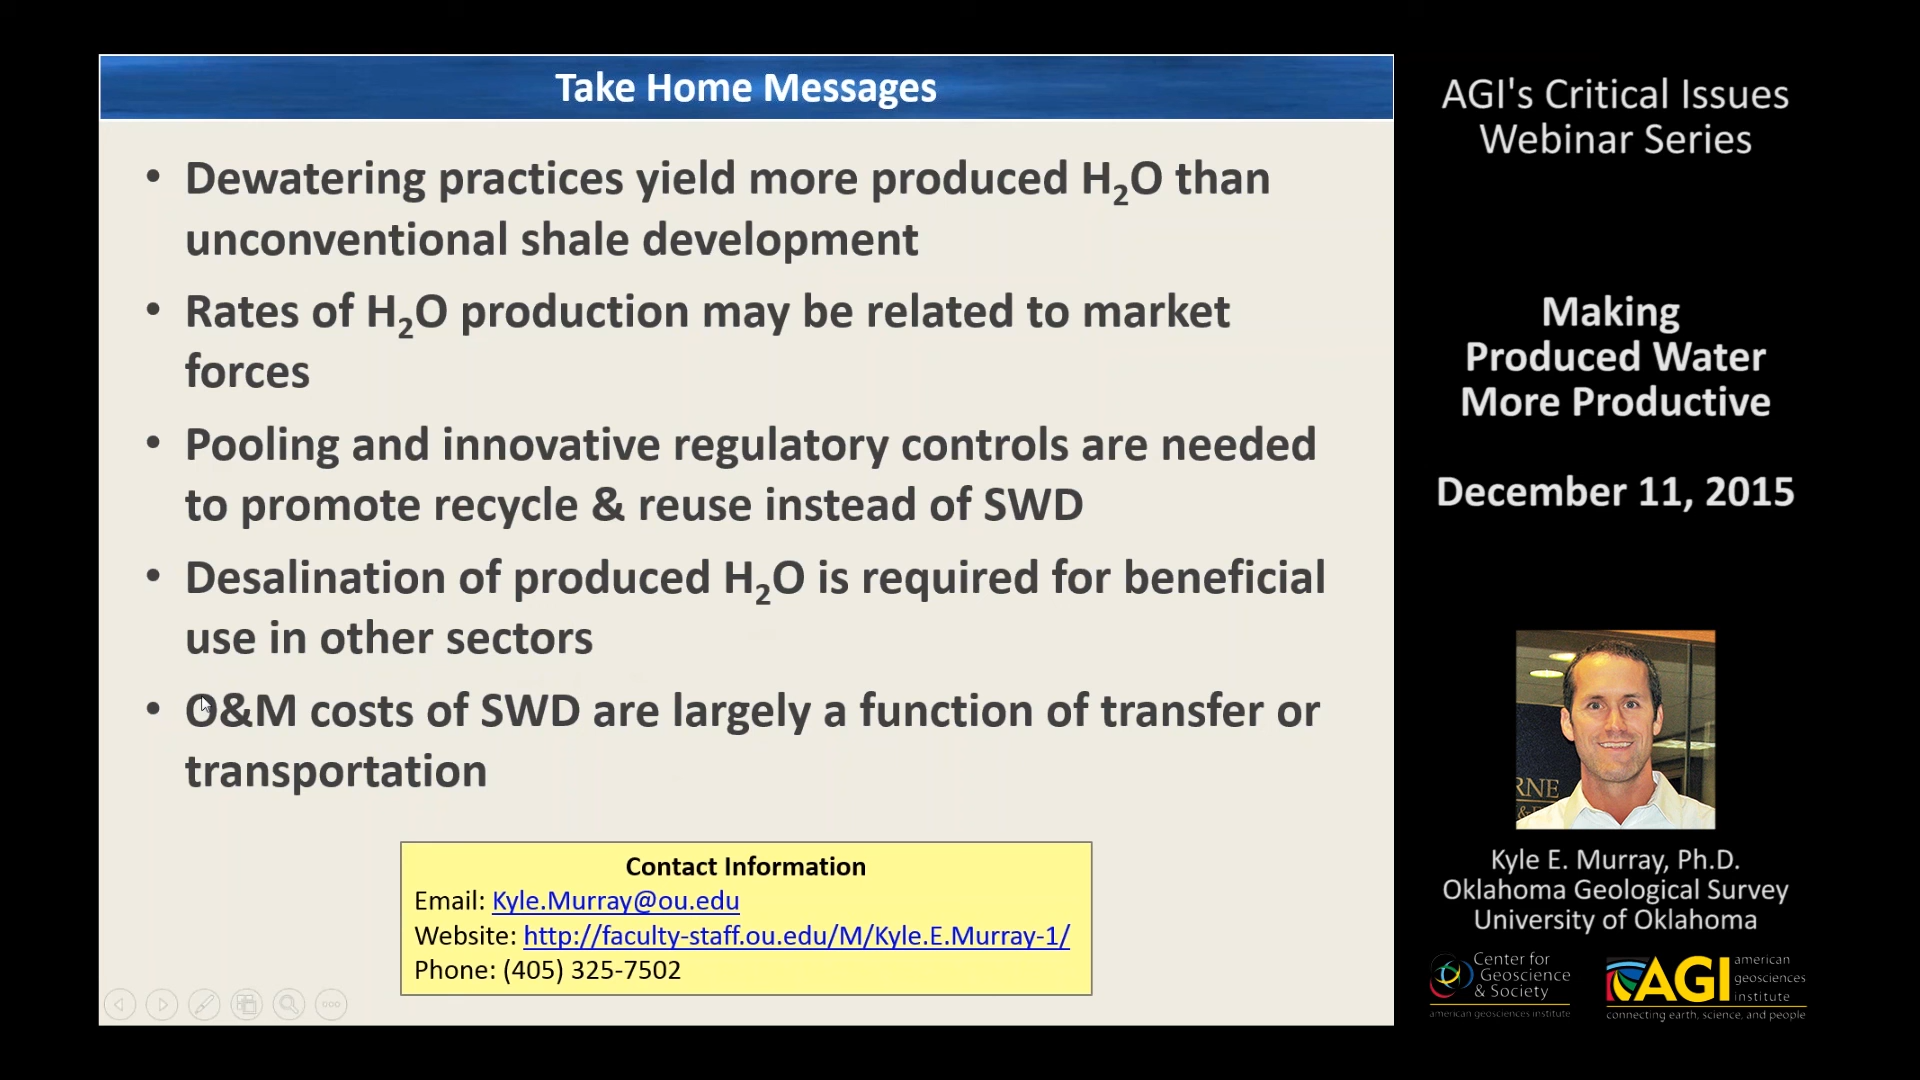 Take Home Messages
• Dewatering practices yield more produced H₂O than
unconventional shale development
• Rates of H₂O production may be related to market
forces
• Pooling and innovative regulatory controls are needed
to promote recycle & reuse instead of SWD
• Desalination of produced H₂O is required for beneficial
use in other sectors
• O&M costs of SWD are largely a function of transfer or
transportation
Contact Information
Email: Kyle.Murray@ou.edu
Website: http://faculty-staff.ou.edu/M/Kyle.E.Murray-1/
Phone: (405) 325-7502
AGI's Critical Issues
Webinar Series
Making
Produced Water
More Productive
December 11, 2015
RNE
Kyle E. Murray, Ph.D.
Oklahoma Geological Survey
University of Oklahoma
Center for
Geoscience
& Society
american geosciences institute
AGI
american
geosciences
institute
connecting earth, science, and people